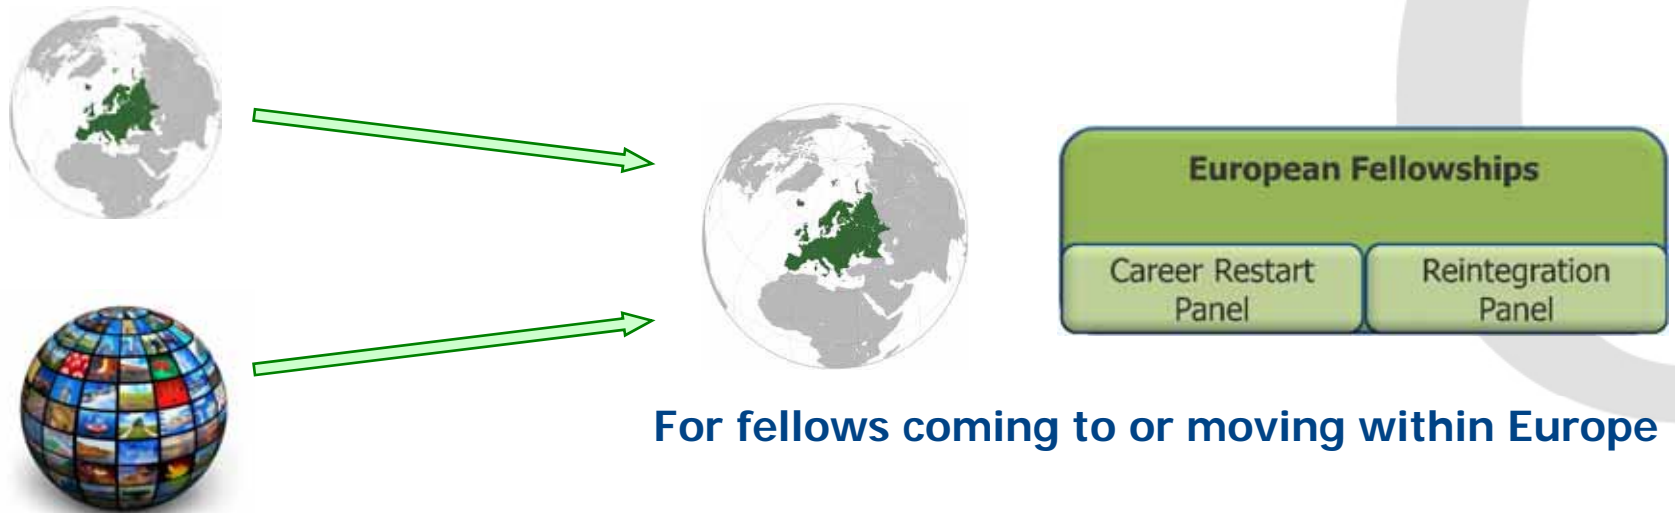 European Fellowships
Career Restart
Panel
Reintegration
Panel
For fellows coming to or moving within Europe